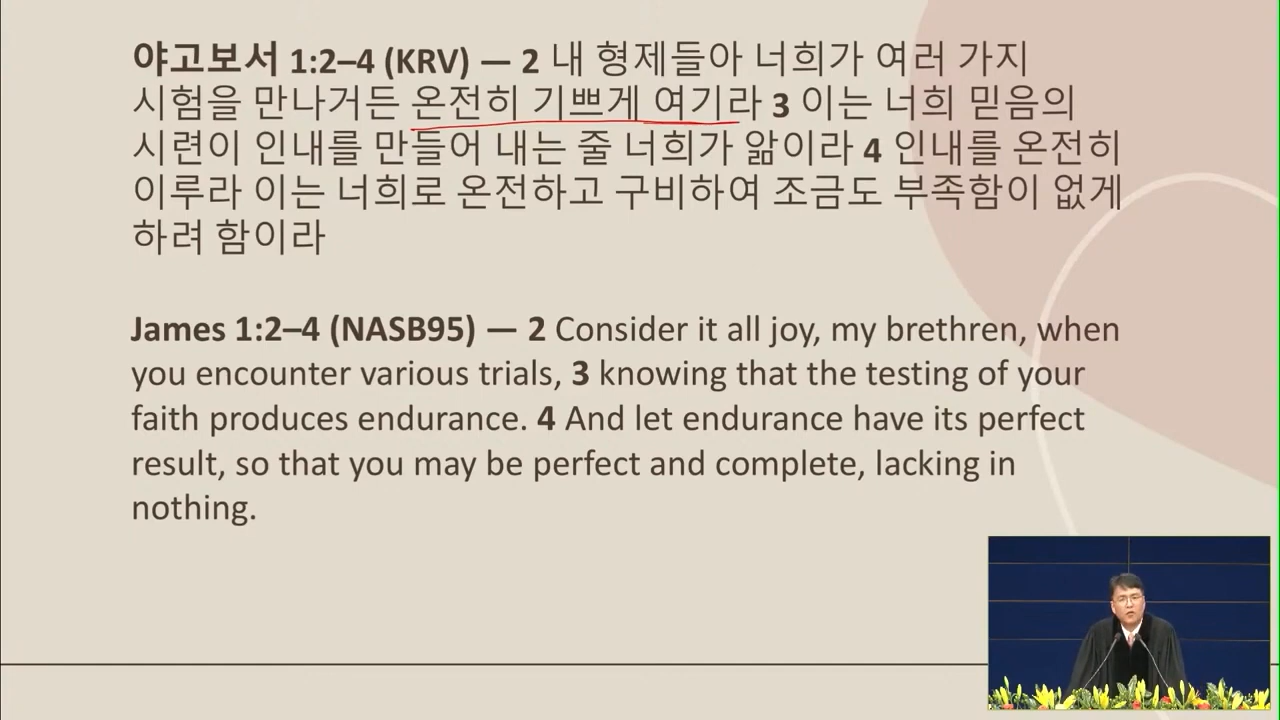 야고보서 1:2–4 (KRV) — 2 내 형제들아 너희가 여러 가지
시험을 만나거든 온전히 기쁘게 여기라 3 이는 너희 믿음의
시련이 인내를 만들어 내는 줄 너희가 앎이라 4 인내를 온전히
이루라 이는 너희로 온전하고 구비하여 조금도 부족함이 없게
하려 함이라
James 1:2–4 (NASB95) — 2 Consider it all joy, my brethren, when
you encounter various trials, 3 knowing that the testing of your
faith produces endurance. 4 And let endurance have its perfect
result, so that you may be perfect and complete, lacking in
nothing.